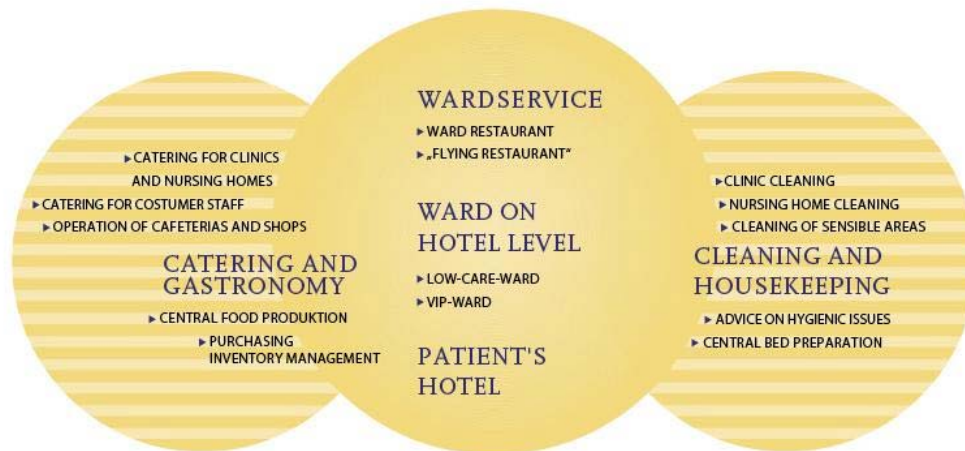 ▸CATERING FOR CLINICS
AND NURSING HOMES
▸CATERING FOR COSTUMER STAFF
▸OPERATION OF CAFETERIAS AND SHOPS
CATERING AND
GASTRONOMY
▸CENTRAL FOOD PRODUKTION
▸PURCHASING
INVENTORY MANAGEMENT
WARDSERVICE
▸WARD RESTAURANT
▸„FLYING RESTAURANT“
WARD ON
HOTEL LEVEL
▸LOW-CARE-WARD
▸VIP-WARD
PATIENT'S
HOTEL
▸CLINIC CLEANING
▸NURSING HOME CLEANING
▸CLEANING OF SENSIBLE AREAS
CLEANING AND
HOUSEKEEPING
▸ADVICE ON HYGIENIC ISSUES
▸CENTRAL BED PREPARATION